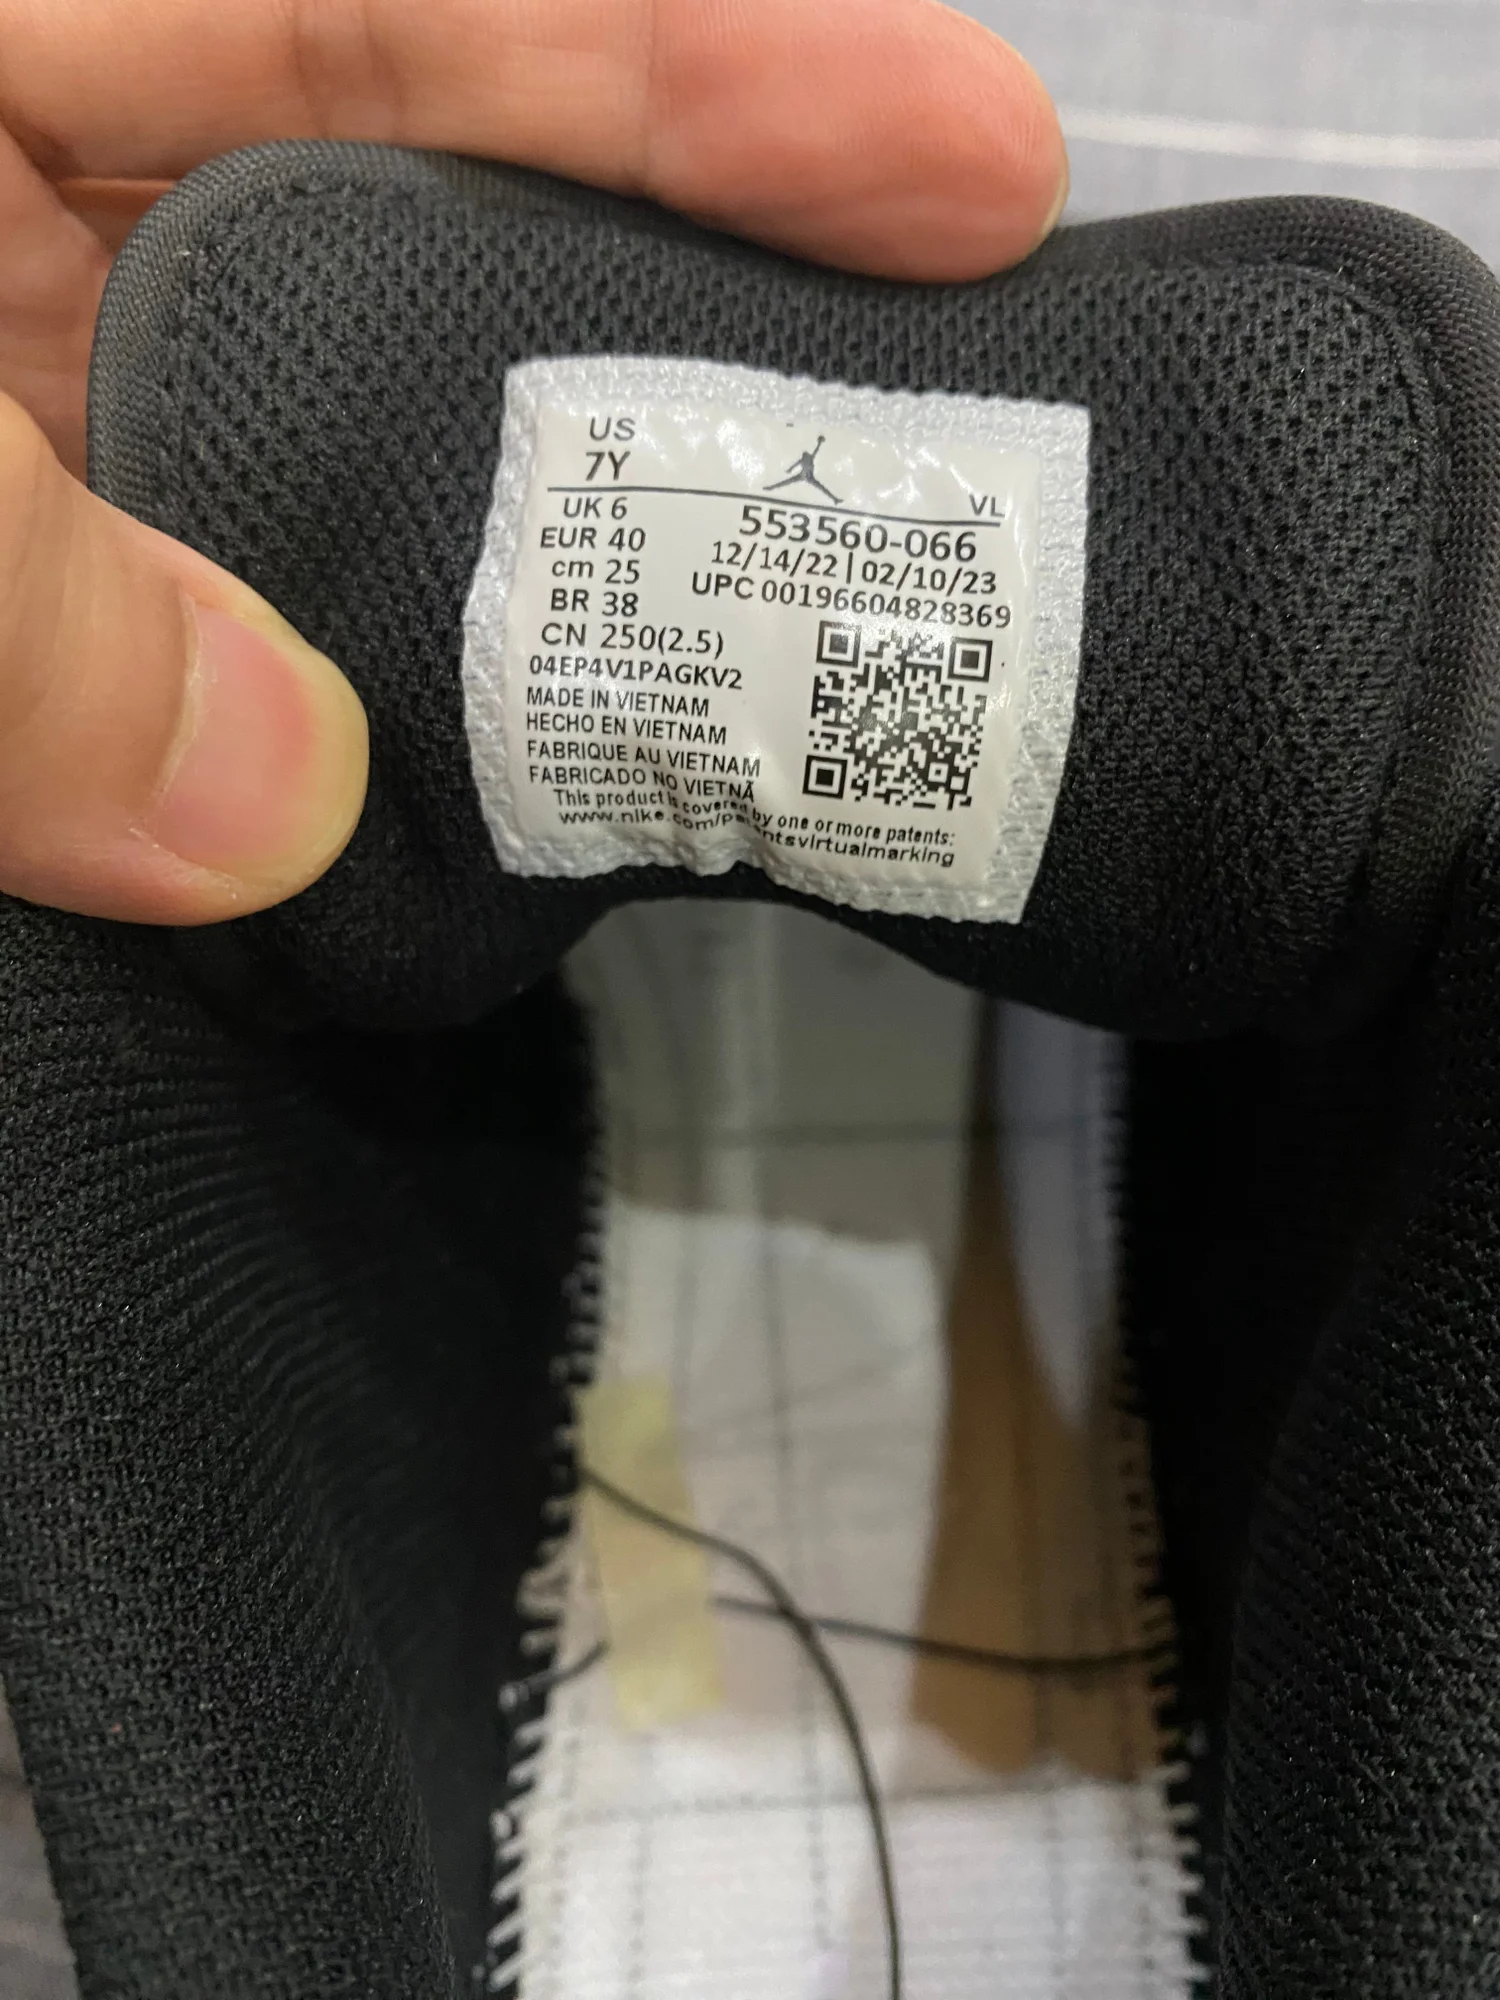 US
7Y
VL
UK 6
EUR 40
cm 25
BR 38
CN 250(2.5)
553560-066
12/14/22 | 02/10/23
UPC 00196604828369
04EP4V1PAGKV2
MADE IN VIETNAM
HECHO EN VIETNAM
FABRIQUE AU VIETNAM
FABRICADO NO VIETNÃ
This product is covered by one or more patents:
www.nike.com/patentsvirtualmarking